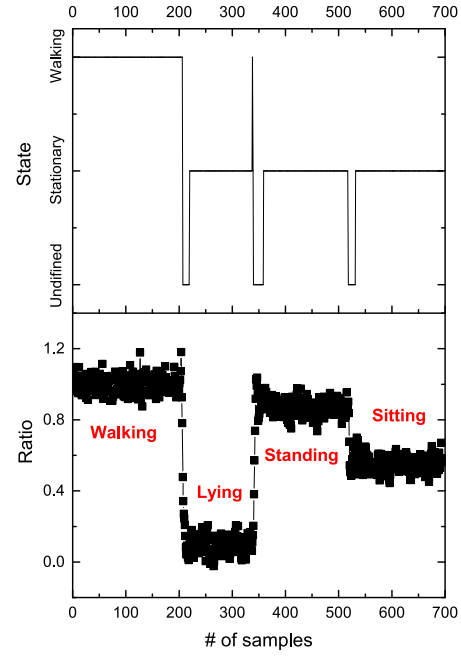 0 100 200 300 400 500 600 700
Walking
Stationary
Undifined
State
1.2
0.8
0.4
0.0
Ratio
Walking
Lying
Standing
Sitting
0 100 200 300 400 500 600 700
# of samples